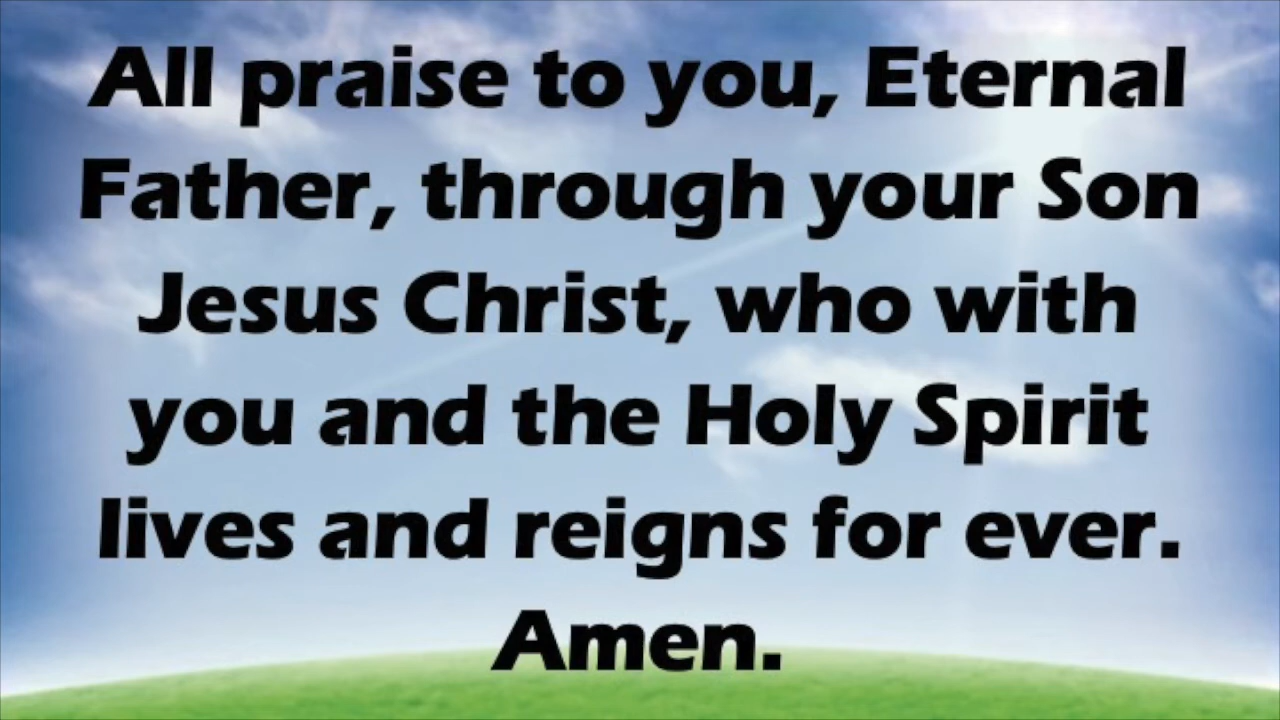 All praise to you, Eternal
Father, through your Son
Jesus Christ, who with
you and the Holy Spirit
lives and reigns for ever.
Amen.